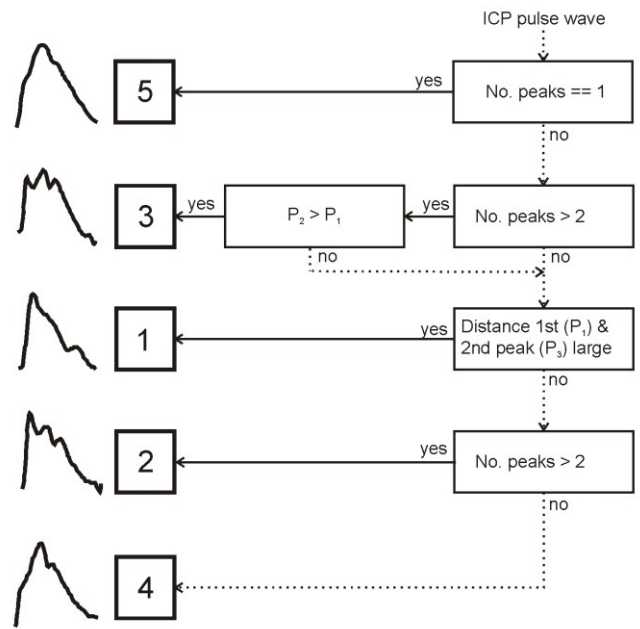 ICP pulse wave
yes
5
No. peaks == 1
no
yes
yes
3
P₂ > P₁
No. peaks > 2
no
no
yes
1
Distance 1st (P₁) &
2nd peak (P₃) large
no
yes
2
No. peaks > 2
no
4